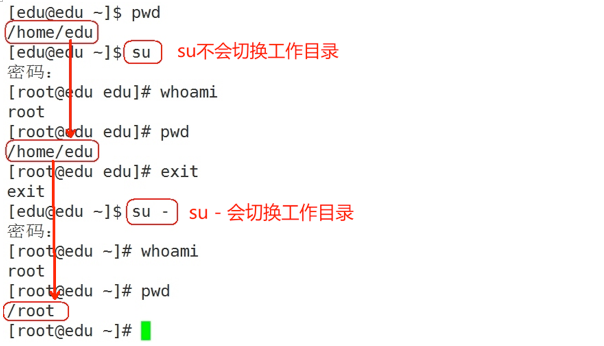 [edu@edu ~]$ pwd
/home/edu
[edu@edu ~]$ su su不会切换工作目录
密码：
[root@edu edu]# whoami
root
[root@edu edu]# pwd
/home/edu
[root@edu edu]# exit
exit
[edu@edu ~]$ su - su - 会切换工作目录
密码：
[root@edu ~]# whoami
root
[root@edu ~]# pwd
/root
[root@edu ~]#